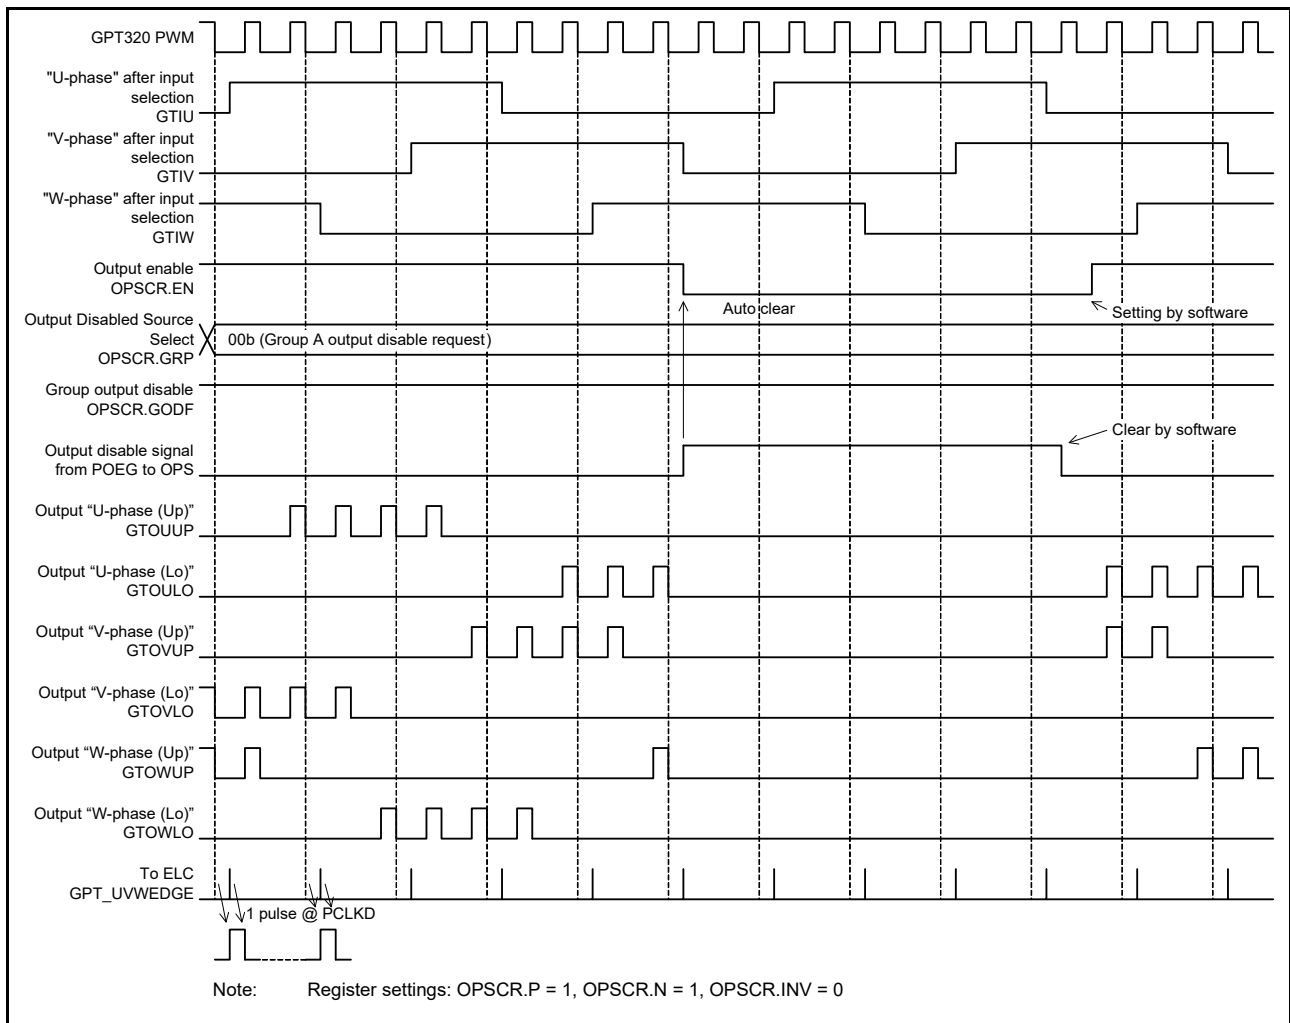 GPT320 PWM
"U-phase" after input
selection
GTIU
"V-phase" after input
selection
GTIV
"W-phase" after input
selection
GTIW
Output enable
OPSCR.EN
Auto clear
Setting by software
Output Disabled Source
Select
OPSCR.GRP
00b (Group A output disable request)
Group output disable
OPSCR.GODF
Clear by software
Output disable signal
from POEG to OPS
Output “U-phase (Up)”
GTOUUP
Output “U-phase (Lo)”
GTOULO
Output “V-phase (Up)”
GTOVUP
Output “V-phase (Lo)”
GTOVLO
Output “W-phase (Up)”
GTOWUP
Output “W-phase (Lo)”
GTOWLO
To ELC
GPT_UVWEDGE
1 pulse @ PCLKD
Note: Register settings: OPSCR.P = 1, OPSCR.N = 1, OPSCR.INV = 0